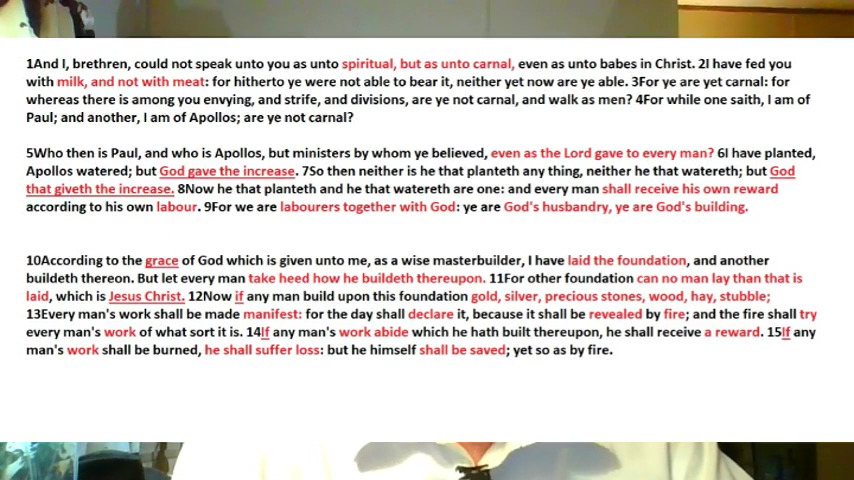 1And I, brethren, could not speak unto you as unto spiritual, but as unto carnal, even as unto babes in Christ. 2I have fed you
with milk, and not with meat: for hitherto ye were not able to bear it, neither yet now are ye able. 3For ye are yet carnal: for
whereas there is among you envying, and strife, and divisions, are ye not carnal, and walk as men? 4For while one saith, I am of
Paul; and another, I am of Apollos; are ye not carnal?
5Who then is Paul, and who is Apollos, but ministers by whom ye believed, even as the Lord gave to every man? 6I have planted,
Apollos watered; but God gave the increase. 7So then neither is he that planteth any thing, neither he that watereth; but God
that giveth the increase. 8Now he that planteth and he that watereth are one: and every man shall receive his own reward
according to his own labour. 9For we are labourers together with God: ye are God's husbandry, ye are God's building.
10According to the grace of God which is given unto me, as a wise masterbuilder, I have laid the foundation, and another
buildeth thereon. But let every man take heed how he buildeth thereupon. 11For other foundation can no man lay than that is
laid, which is Jesus Christ. 12Now if any man build upon this foundation gold, silver, precious stones, wood, hay, stubble;
13Every man's work shall be made manifest: for the day shall declare it, because it shall be revealed by fire; and the fire shall try
every man's work of what sort it is. 14If any man's work abide which he hath built thereupon, he shall receive a reward. 15If any
man's work shall be burned, he shall suffer loss: but he himself shall be saved; yet so as by fire.